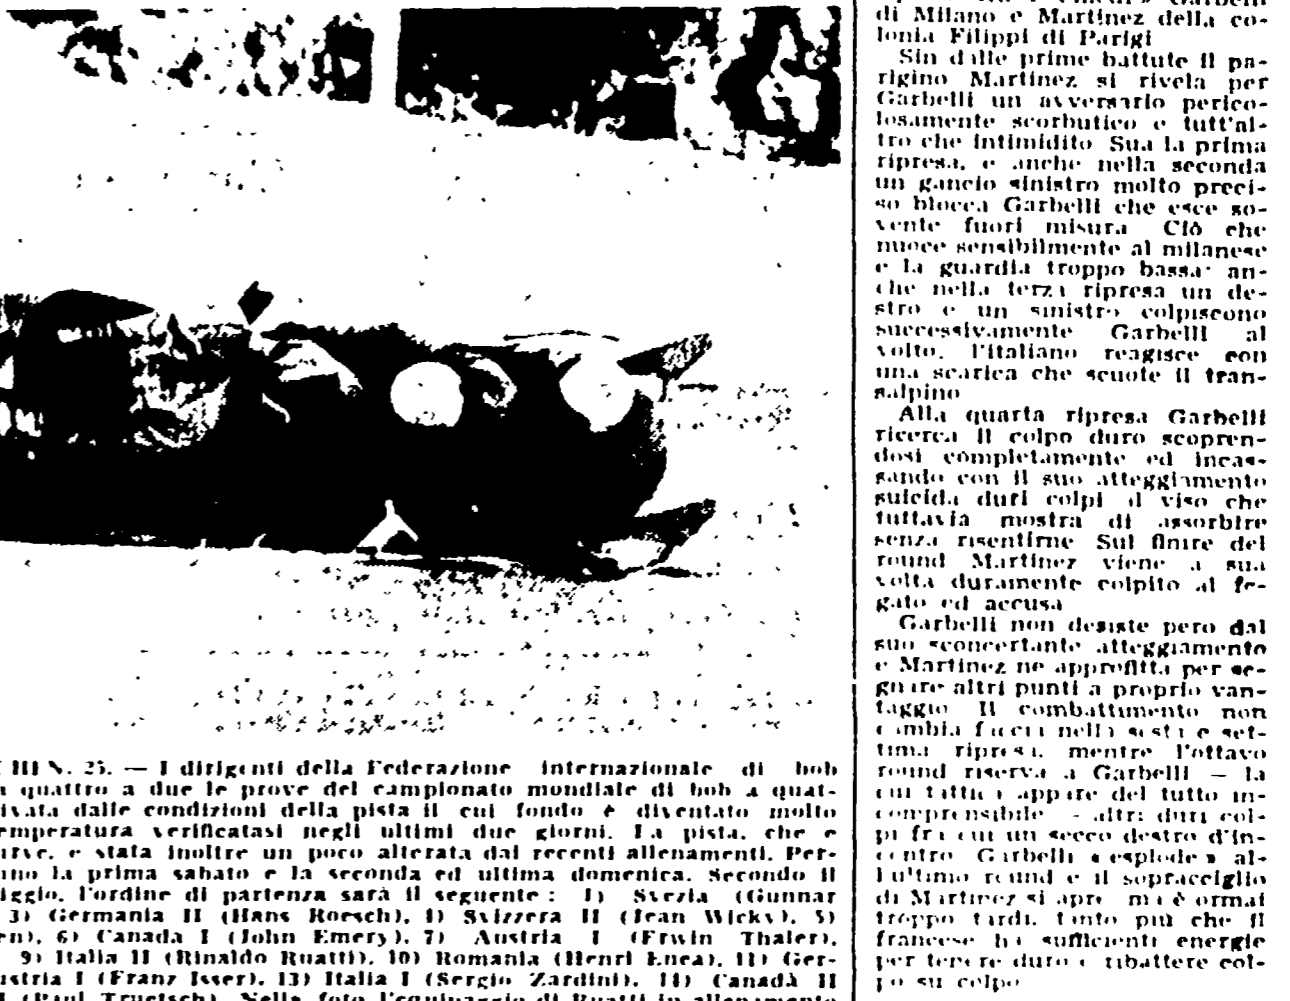 HI N. 25. — I dirigenti della Federazione internazionale di bob
quattro a due le prove del campionato mondiale di bob a quat-
ivata dalle condizioni della pista il cui fondo è diventato molto
emperatura verificatasi negli ultimi due giorni. La pista, che e
urve, e stata inoltre un poco alterata dai recenti allenamenti. Per-
nno la prima sabato e la seconda ed ultima domenica. Secondo il
iggio, l'ordine di partenza sarà il seguente: 1) Svezia (Gunnar
3) Germania II (Hans Roesch), 4) Svizzera II (Jean Wicky), 5)
en), 6) Canada I (John Emery), 7) Austria I (Erwin Thaler),
9) Italia II (Rinaldo Ruatti), 10) Romania (Henri Enea), 11) Ger-
ustria I (Franz Isser), 13) Italia I (Sergio Zardini), 14) Canadà II
(Paul Truetsch). Nella foto l'equipaggio di Ruatti in allenamento
Garbelli
di Milano e Martinez della co-
lonia Filippi di Parigi
Sin dalle prime battute il pa-
rigino Martinez si rivela per
Garbelli un avversario perico-
losamente scorbutico e tutt'al-
tro che intimidito Sua la prima
ripresa, e anche nella seconda
un gancio sinistro molto preci-
so blocca Garbelli che esce so-
vente fuori misura Ciò che
nuoce sensibilmente al milanese
e la guardia troppo bassa: an-
che nella terza ripresa un de-
stro e un sinistro colpiscono
successivamente Garbelli al
volto, l'italiano reagisce con
una scarica che scuote il tran-
salpino
Alla quarta ripresa Garbelli
ricerca il colpo duro scopren-
dosi completamente ed incas-
sando con il suo atteggiamento
suicida duri colpi al viso che
tuttavia mostra di assorbire
senza risentirne Sul finire del
round Martinez viene a sua
volta duramente colpito al fe-
gato ed accusa
Garbelli non desiste pero dal
suo sconcertante atteggiamento
e Martinez ne approfitta per se-
gnare altri punti a proprio van-
taggio Il combattimento non
cambia faccia nella sesta e set-
tima ripresa, mentre l'ottavo
round riserva a Garbelli — la
cui tattica appare del tutto in-
comprensibile — altri duri col-
pi fra cui un secco destro d'in-
contro Garbelli « esplode » al-
l'ultimo round e il sopracciglio
di Martinez si apre ma è ormai
troppo tardi, tanto più che il
francese ha sufficienti energie
per tenere duro e ribattere col-
po su colpo